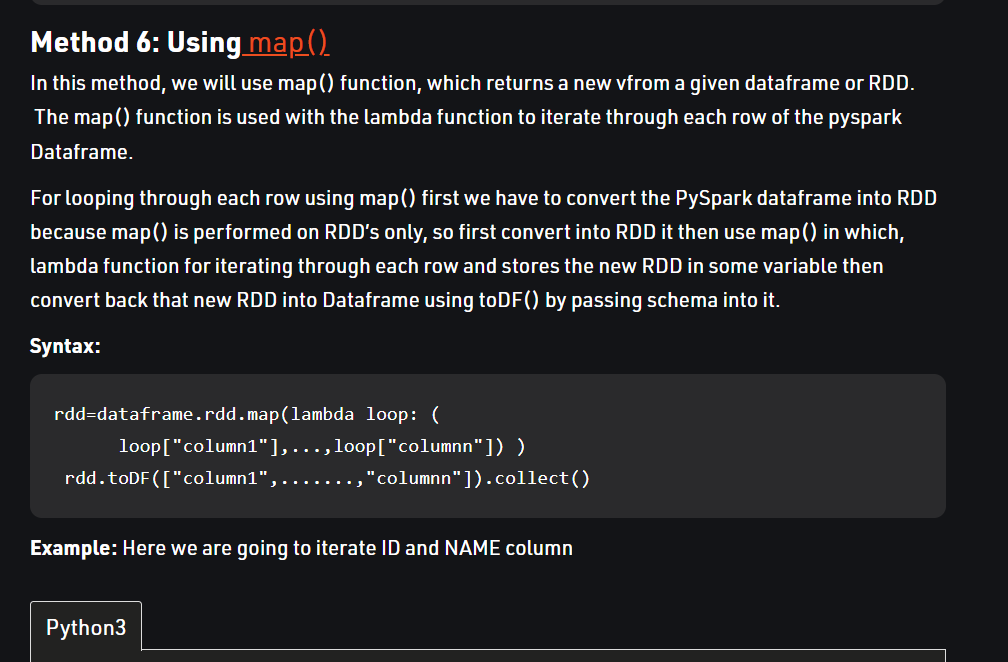 Method 6: Using map()
In this method, we will use map() function, which returns a new vfrom a given dataframe or RDD.
The map() function is used with the lambda function to iterate through each row of the pyspark
Dataframe.
For looping through each row using map() first we have to convert the PySpark dataframe into RDD
because map() is performed on RDD’s only, so first convert into RDD it then use map() in which,
lambda function for iterating through each row and stores the new RDD in some variable then
convert back that new RDD into Dataframe using toDF() by passing schema into it.
Syntax:
rdd=dataframe.rdd.map(lambda loop: (
loop["column1"],...,loop["columnn"]) )
rdd.toDF(["column1",.......,"columnn"]).collect()
Example: Here we are going to iterate ID and NAME column
Python3